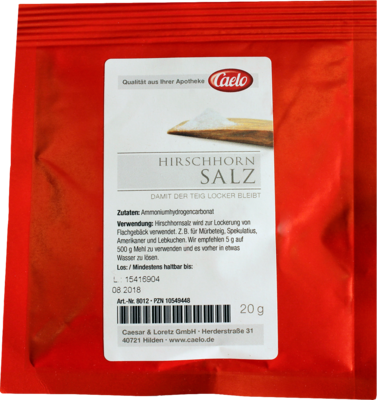 Qualität aus Ihrer Apotheke
Caelo
HIRSCHHORN
SALZ
DAMIT DER TEIG LOCKER BLEIBT
Zutaten: Ammoniumhydrogencarbonat
Verwendung: Hirschhornsalz wird zur Lockerung von
Flachgebäck verwendet. Z.B. für Mürbeteig, Spekulatius,
Amerikaner und Lebkuchen. Wir empfehlen 5 g auf
500 g Mehl zu verwenden und es vorher in etwas
Wasser zu lösen.
Los: / Mindestens haltbar bis:
L : 15416904
08 2018
Art.-Nr. 8012 • PZN 10549448
20 g
Caesar & Loretz GmbH • Herderstraße 31
40721 Hilden • www.caelo.de